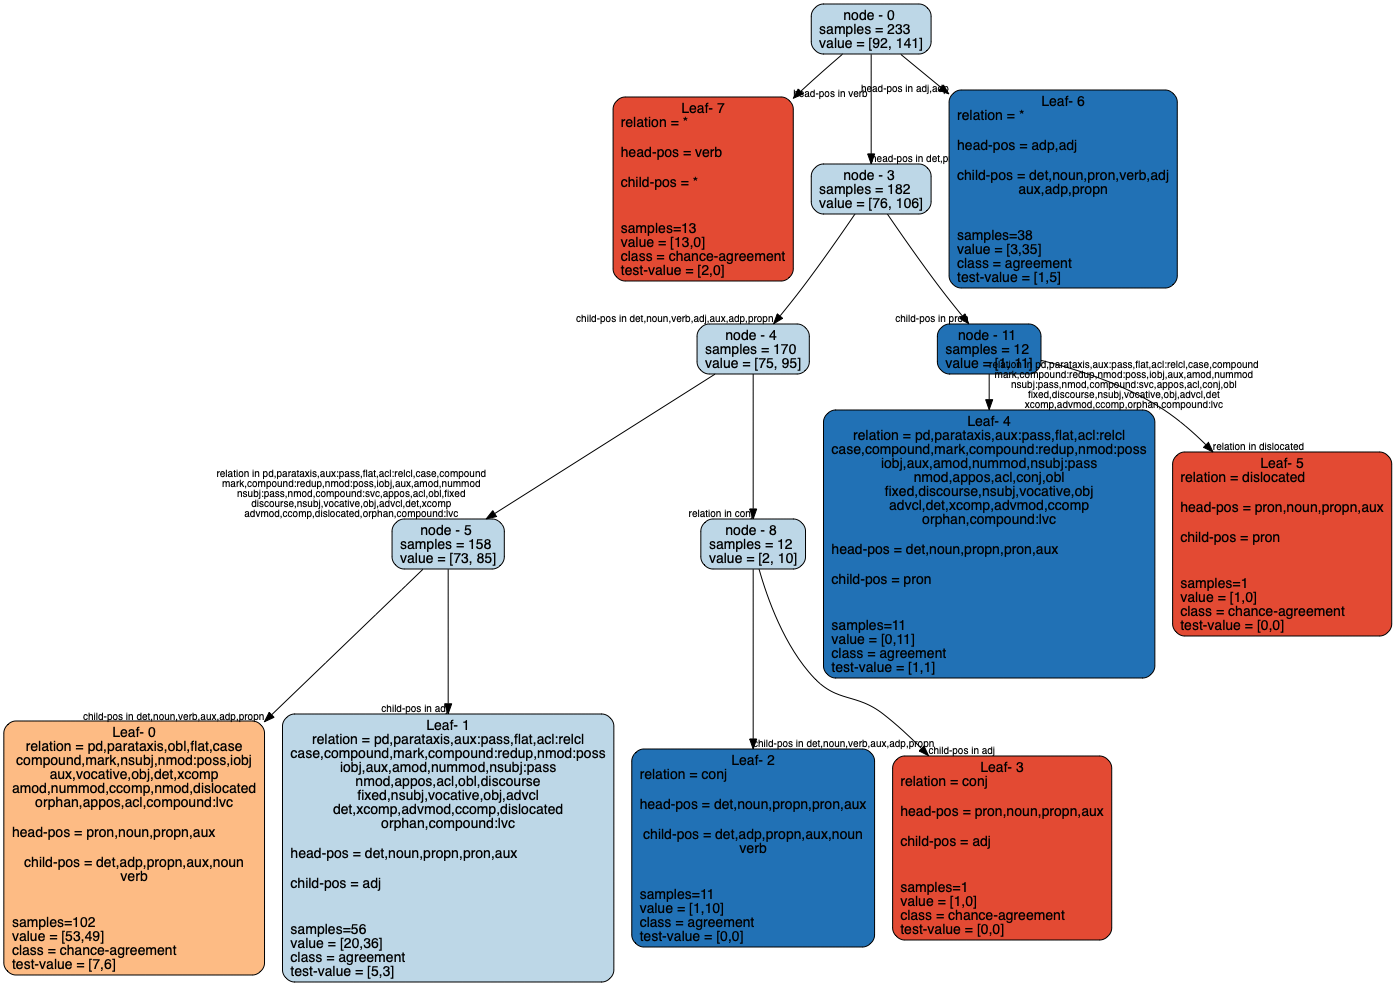 node - 0
samples = 233
value = [92, 141]
head-pos in verb
head-pos in adj,adp
head-pos in det,p
Leaf- 7
relation = *
head-pos = verb
child-pos = *
samples=13
value = [13,0]
class = chance-agreement
test-value = [2,0]
node - 3
samples = 182
value = [76, 106]
Leaf- 6
relation = *
head-pos = adp,adj
child-pos = det,noun,pron,verb,adj
aux,adp,propn
samples=38
value = [3,35]
class = agreement
test-value = [1,5]
child-pos in det,noun,verb,adj,aux,adp,propn
child-pos in pron
node - 4
samples = 170
value = [75, 95]
node - 11
samples = 12
value = [1, 11]
relation in pd,parataxis,aux:pass,flat,acl:relcl,case,compound
mark,compound:redup,nmod:poss,iobj,aux,amod,nummod
nsubj:pass,nmod,compound:svc,appos,acl,conj,obl
fixed,discourse,nsubj,vocative,obj,advcl,det
xcomp,advmod,ccomp,orphan,compound:lvc
relation in dislocated
Leaf- 4
relation = pd,parataxis,aux:pass,flat,acl:relcl
case,compound,mark,compound:redup,nmod:poss
iobj,aux,amod,nummod,nsubj:pass
nmod,appos,acl,conj,obl
fixed,discourse,nsubj,vocative,obj
advcl,det,xcomp,advmod,ccomp
orphan,compound:lvc
head-pos = det,noun,propn,pron,aux
child-pos = pron
samples=11
value = [0,11]
class = agreement
test-value = [1,1]
Leaf- 5
relation = dislocated
head-pos = pron,noun,propn,aux
child-pos = pron
samples=1
value = [1,0]
class = chance-agreement
test-value = [0,0]
relation in pd,parataxis,aux:pass,flat,acl:relcl,case,compound
mark,compound:redup,nmod:poss,iobj,aux,amod,nummod
nsubj:pass,nmod,compound:svc,appos,acl,obl,fixed
discourse,nsubj,vocative,obj,advcl,det,xcomp
advmod,ccomp,dislocated,orphan,compound:lvc
relation in conj
node - 5
samples = 158
value = [73, 85]
node - 8
samples = 12
value = [2, 10]
child-pos in det,noun,verb,aux,adp,propn
child-pos in adj
child-pos in det,noun,verb,aux,adp,propn
child-pos in adj
Leaf- 0
relation = pd,parataxis,obl,flat,case
compound,mark,nsubj,nmod:poss,iobj
aux,vocative,obj,det,xcomp
amod,nummod,ccomp,nmod,dislocated
orphan,appos,acl,compound:lvc
head-pos = pron,noun,propn,aux
child-pos = det,adp,propn,aux,noun
verb
samples=102
value = [53,49]
class = chance-agreement
test-value = [7,6]
Leaf- 1
relation = pd,parataxis,aux:pass,flat,acl:relcl
case,compound,mark,compound:redup,nmod:poss
iobj,aux,amod,nummod,nsubj:pass
nmod,appos,acl,obl,discourse
fixed,nsubj,vocative,obj,advcl
det,xcomp,advmod,ccomp,dislocated
orphan,compound:lvc
head-pos = det,noun,propn,pron,aux
child-pos = adj
samples=56
value = [20,36]
class = agreement
test-value = [5,3]
Leaf- 2
relation = conj
head-pos = det,noun,propn,pron,aux
child-pos = det,adp,propn,aux,noun
verb
samples=11
value = [1,10]
class = agreement
test-value = [0,0]
Leaf- 3
relation = conj
head-pos = pron,noun,propn,aux
child-pos = adj
samples=1
value = [1,0]
class = chance-agreement
test-value = [0,0]